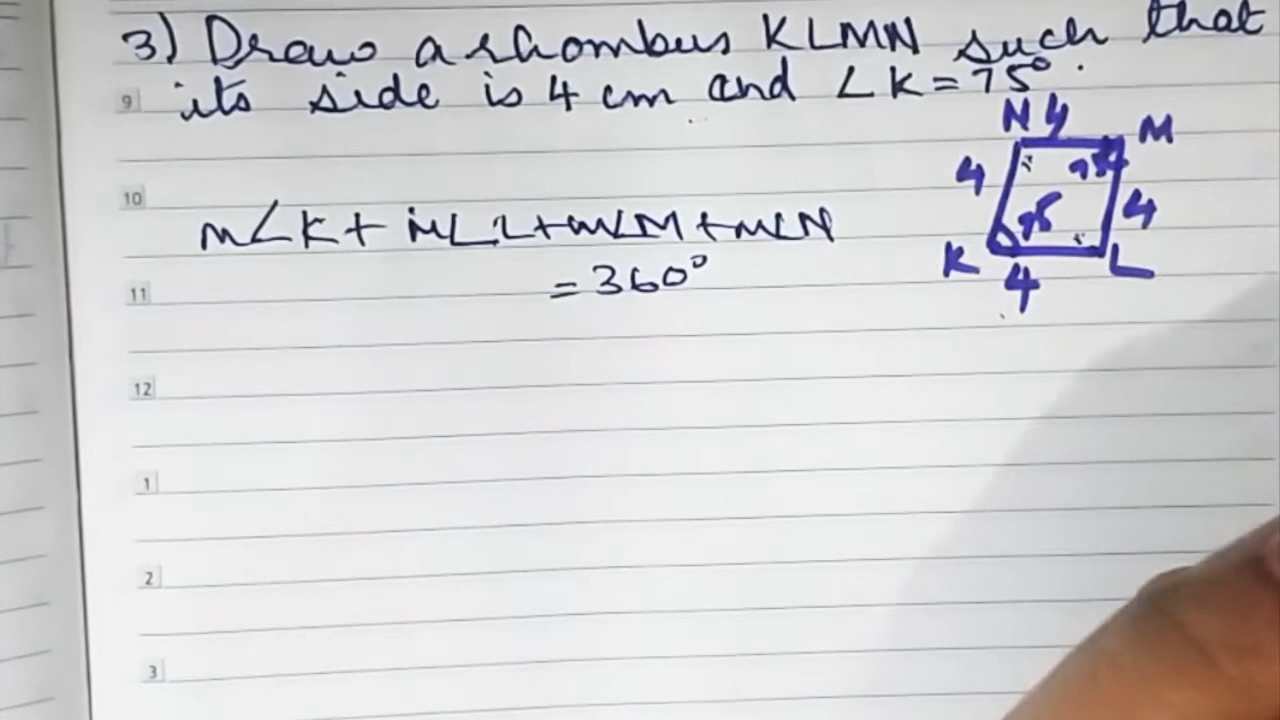 3) Draw a rhombus KLMN such that
its side is 4 cm and ∠K = 75°.
N 4 M
4 75
75 4
K L
4
m∠K + m∠L + m∠M + m∠N
= 360°
9
10
11
12
1
2
3